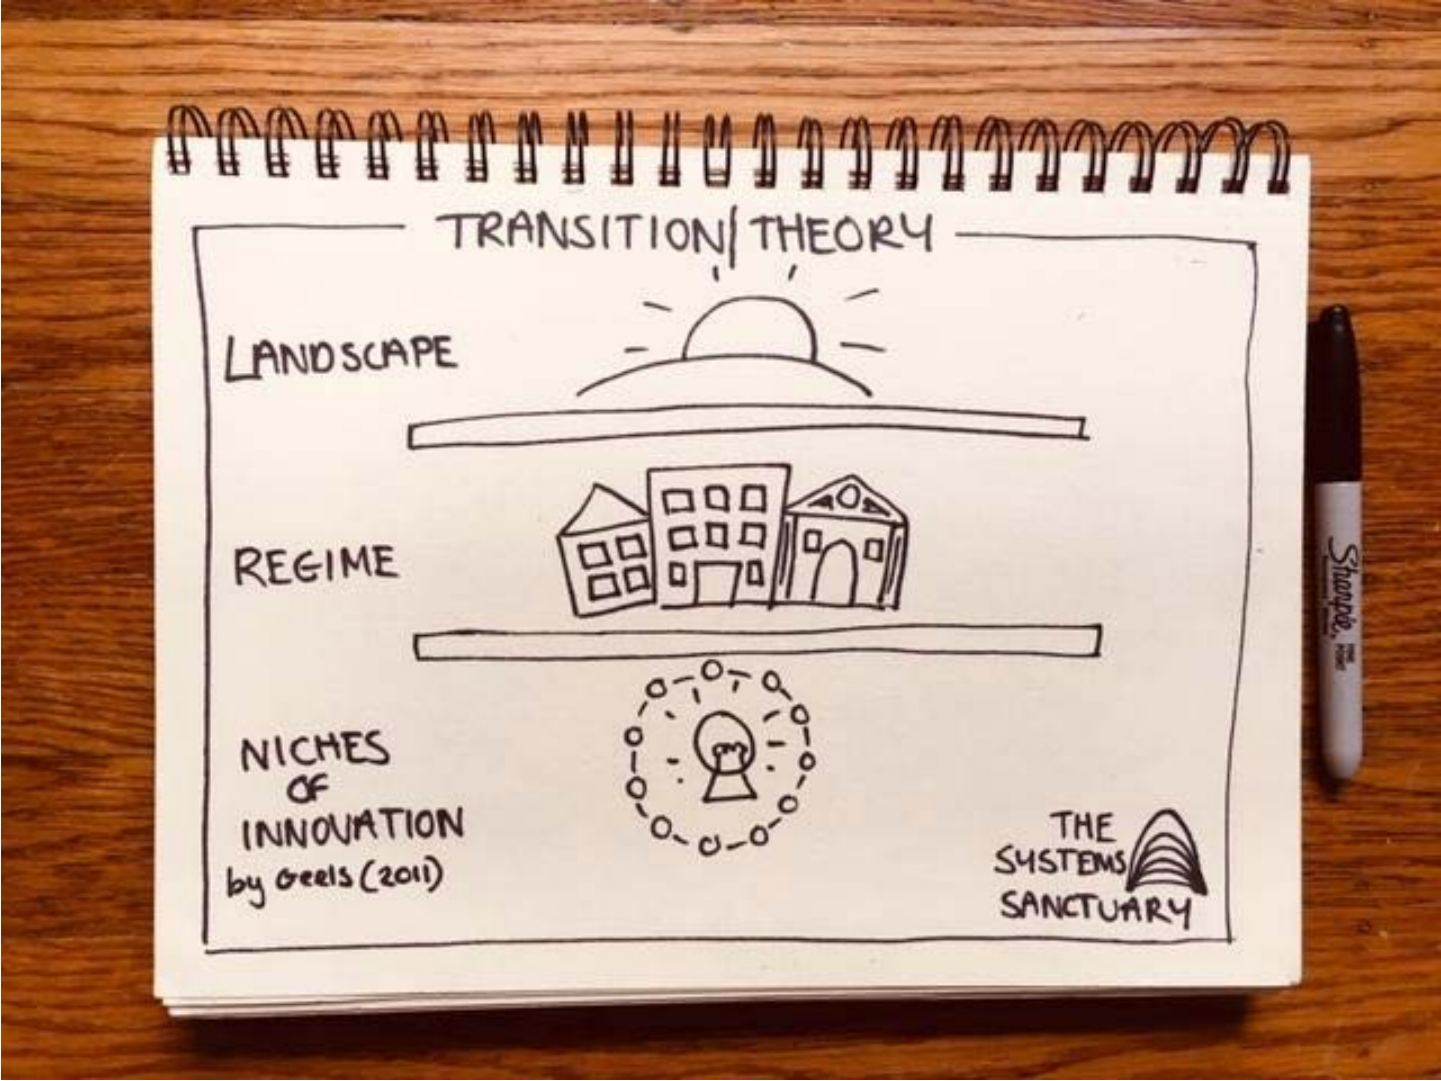 TRANSITION/THEORY
LANDSCAPE
REGIME
NICHES
OF
INNOVATION
by Geels (2011)
THE
SYSTEMS
SANCTUARY
Sharpie